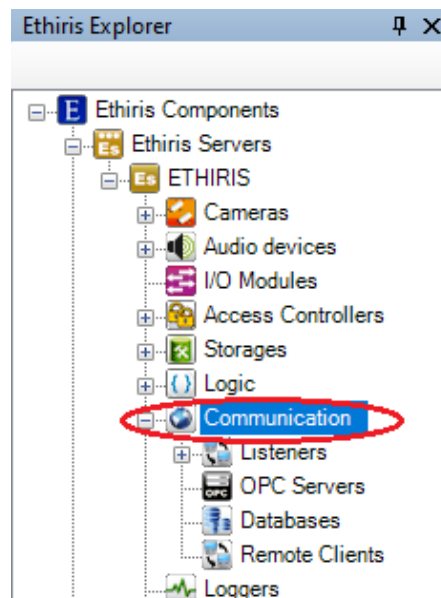 Ethiris Explorer
Ethiris Components
Ethiris Servers
ETHIRIS
Cameras
Audio devices
I/O Modules
Access Controllers
Storages
Logic
Communication
Listeners
OPC Servers
Databases
Remote Clients
Loggers